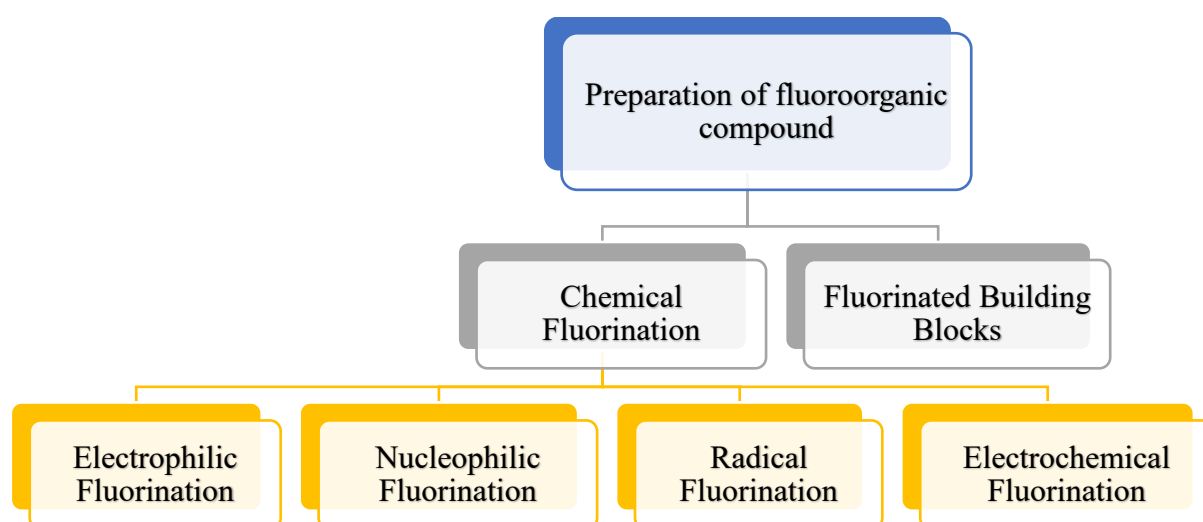 Preparation of fluoroorganic
compound
Chemical
Fluorination
Fluorinated Building
Blocks
Electrophilic
Fluorination
Nucleophilic
Fluorination
Radical
Fluorination
Electrochemical
Fluorination